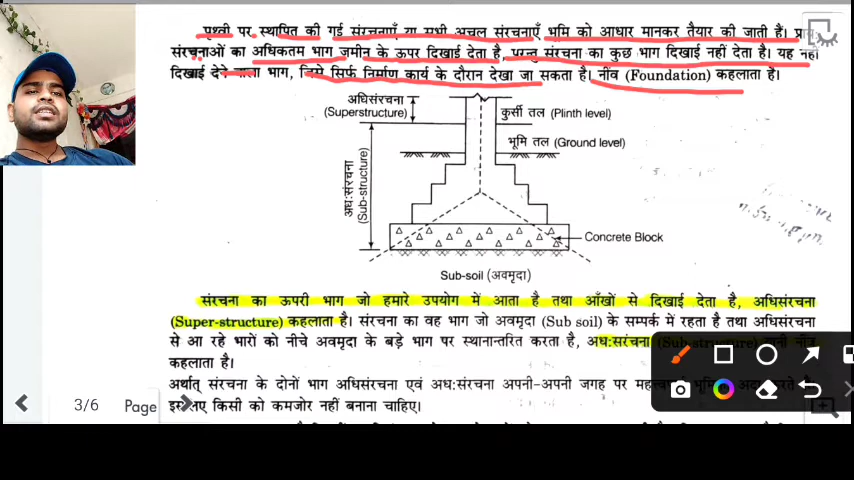 पृथ्वी पर स्थापित की गई संरचनाएँ या सभी अचल संरचनाएँ भूमि को आधार मानकर तैयार की जाती हैं। प्रायः
संरचनाओं का अधिकतम भाग जमीन के ऊपर दिखाई देता है, परन्तु संरचना का कुछ भाग दिखाई नहीं देता है। यह नहीं
दिखाई देने वाला भाग, जिसे सिर्फ निर्माण कार्य के दौरान देखा जा सकता है। नींव (Foundation) कहलाता है।
अधिसंरचना
(Superstructure)
कुर्सी तल (Plinth level)
भूमि तल (Ground level)
अध:संरचना
(Sub-structure)
Concrete Block
Sub-soil (अवमृदा)
संरचना का ऊपरी भाग जो हमारे उपयोग में आता है तथा आँखों से दिखाई देता है, अधिसंरचना
(Super-structure) कहलाता है। संरचना का वह भाग जो अवमृदा (Sub soil) के सम्पर्क में रहता है तथा अधिसंरचना
से आ रहे भारों को नीचे अवमृदा के बड़े भाग पर स्थानान्तरित करता है, अध:सरंचना
कहलाता है।
अर्थात् संरचना के दोनों भाग अधिसंरचना एवं अध:संरचना अपनी-अपनी जगह पर
किसी को कमजोर नहीं बनाना चाहिए।
3/6 Page